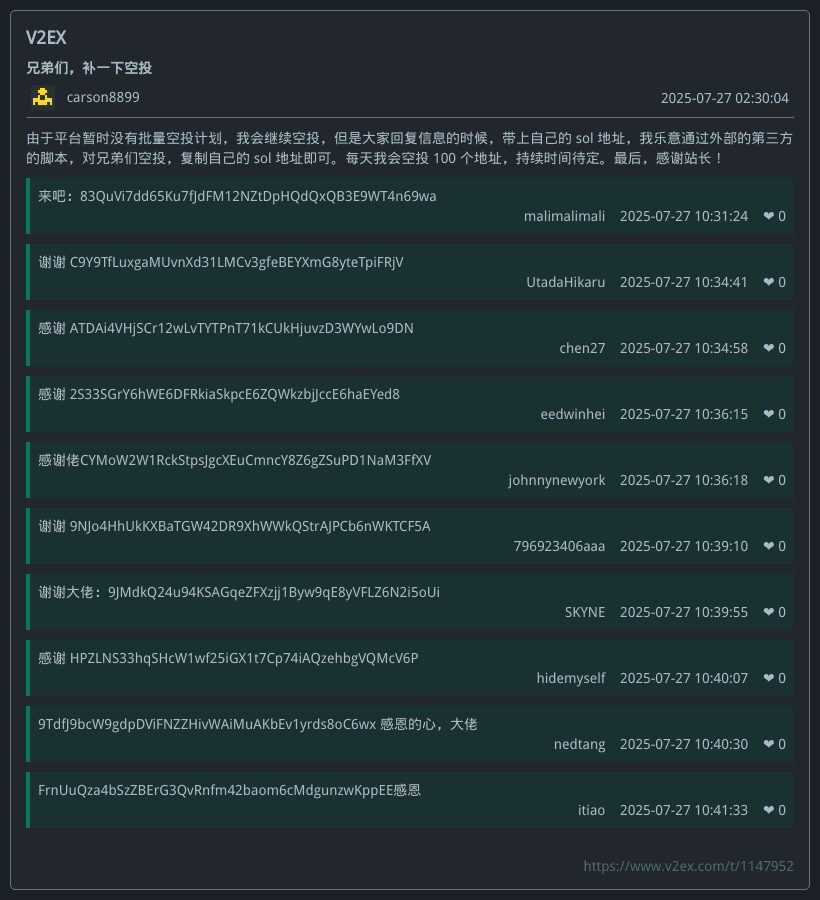 V2EX
兄弟们，补一下空投
carson8899
2025-07-27 02:30:04
由于平台暂时没有批量空投计划，我会继续空投，但是大家回复信息的时候，带上自己的 sol 地址，我乐意通过外部的第三方
的脚本，对兄弟们空投，复制自己的 sol 地址即可。每天我会空投 100 个地址，持续时间待定。最后，感谢站长！
来吧：83QuVi7dd65Ku7fJdFM12NZtDpHQdQxQB3E9WT4n69wa
malimalimali 2025-07-27 10:31:24 ❤ 0
谢谢 C9Y9TfLuxgaMUvnXd31LMCv3gfeBEYXmG8yteTpiFRjV
UtadaHikaru 2025-07-27 10:34:41 ❤ 0
感谢 ATDAi4VHjSCr12wLvTYTPnT71kCUkHjuvzD3WYwLo9DN
chen27 2025-07-27 10:34:58 ❤ 0
感谢 2S33SGrY6hWE6DFRkiaSkpcE6ZQWkzbjJccE6haEYed8
eedwinhei 2025-07-27 10:36:15 ❤ 0
感谢佬CYMoW2W1RckStpsJgcXEuCmncY8Z6gZSuPD1NaM3FfXV
johnnynewyork 2025-07-27 10:36:18 ❤ 0
谢谢 9NJo4HhUkKXBaTGW42DR9XhWWkQStrAJPCb6nWKTCF5A
796923406aaa 2025-07-27 10:39:10 ❤ 0
谢谢大佬：9JMdkQ24u94KSAGqeZFXzjj1Byw9qE8yVFLZ6N2i5oUi
SKYNE 2025-07-27 10:39:55 ❤ 0
感谢 HPZLNS33hqSHcW1wf25iGX1t7Cp74iAQzehbgVQMcV6P
hidemyself 2025-07-27 10:40:07 ❤ 0
9TdfJ9bcW9gdpDViFNZZHivWAiMuAKbEv1yrds8oC6wx 感恩的心，大佬
nedtang 2025-07-27 10:40:30 ❤ 0
FrnUuQza4bSzZBErG3QvRnfm42baom6cMdgunzwKppEE感恩
itiao 2025-07-27 10:41:33 ❤ 0
https://www.v2ex.com/t/1147952